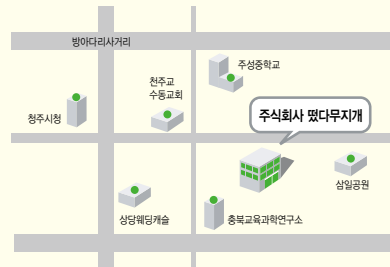 방아다리사거리
주성중학교
천주교
수동교회
청주시청
주식회사 떴다무지개
삼일공원
상당웨딩캐슬
충북교육과학연구소